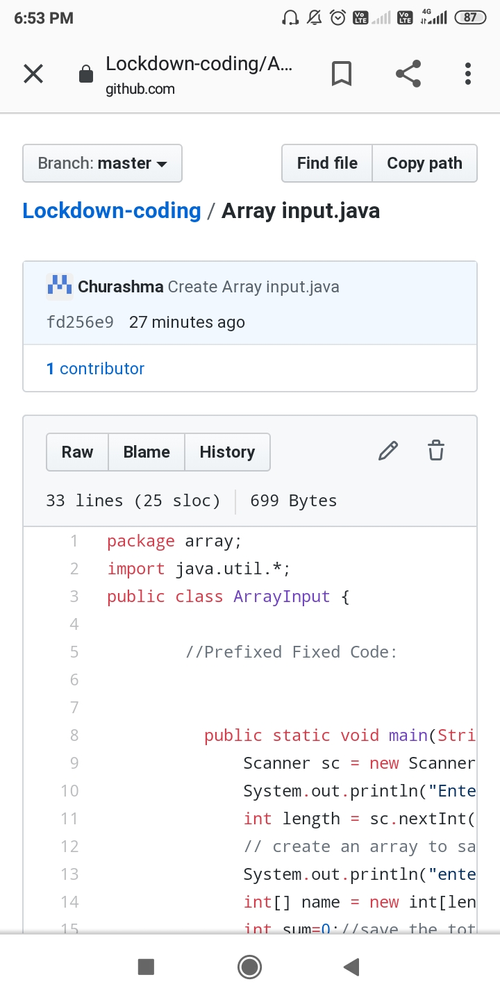 6:53 PM
Vo LTE
Vo LTE
4G
87
Lockdown-coding/A...
github.com
Branch: master
Find file
Copy path
Lockdown-coding / Array input.java
Churashma Create Array input.java
fd256e9 27 minutes ago
1 contributor
Raw
Blame
History
33 lines (25 sloc)
699 Bytes
1 package array;
2 import java.util.*;
3 public class ArrayInput {
4
5 //Prefixed Fixed Code:
6
7
8 public static void main(Stri
9 Scanner sc = new Scanner
10 System.out.println("Ente
11 int length = sc.nextInt(
12 // create an array to sa
13 System.out.println("ente
14 int[] name = new int[len
15 int sum=0;//save the tot